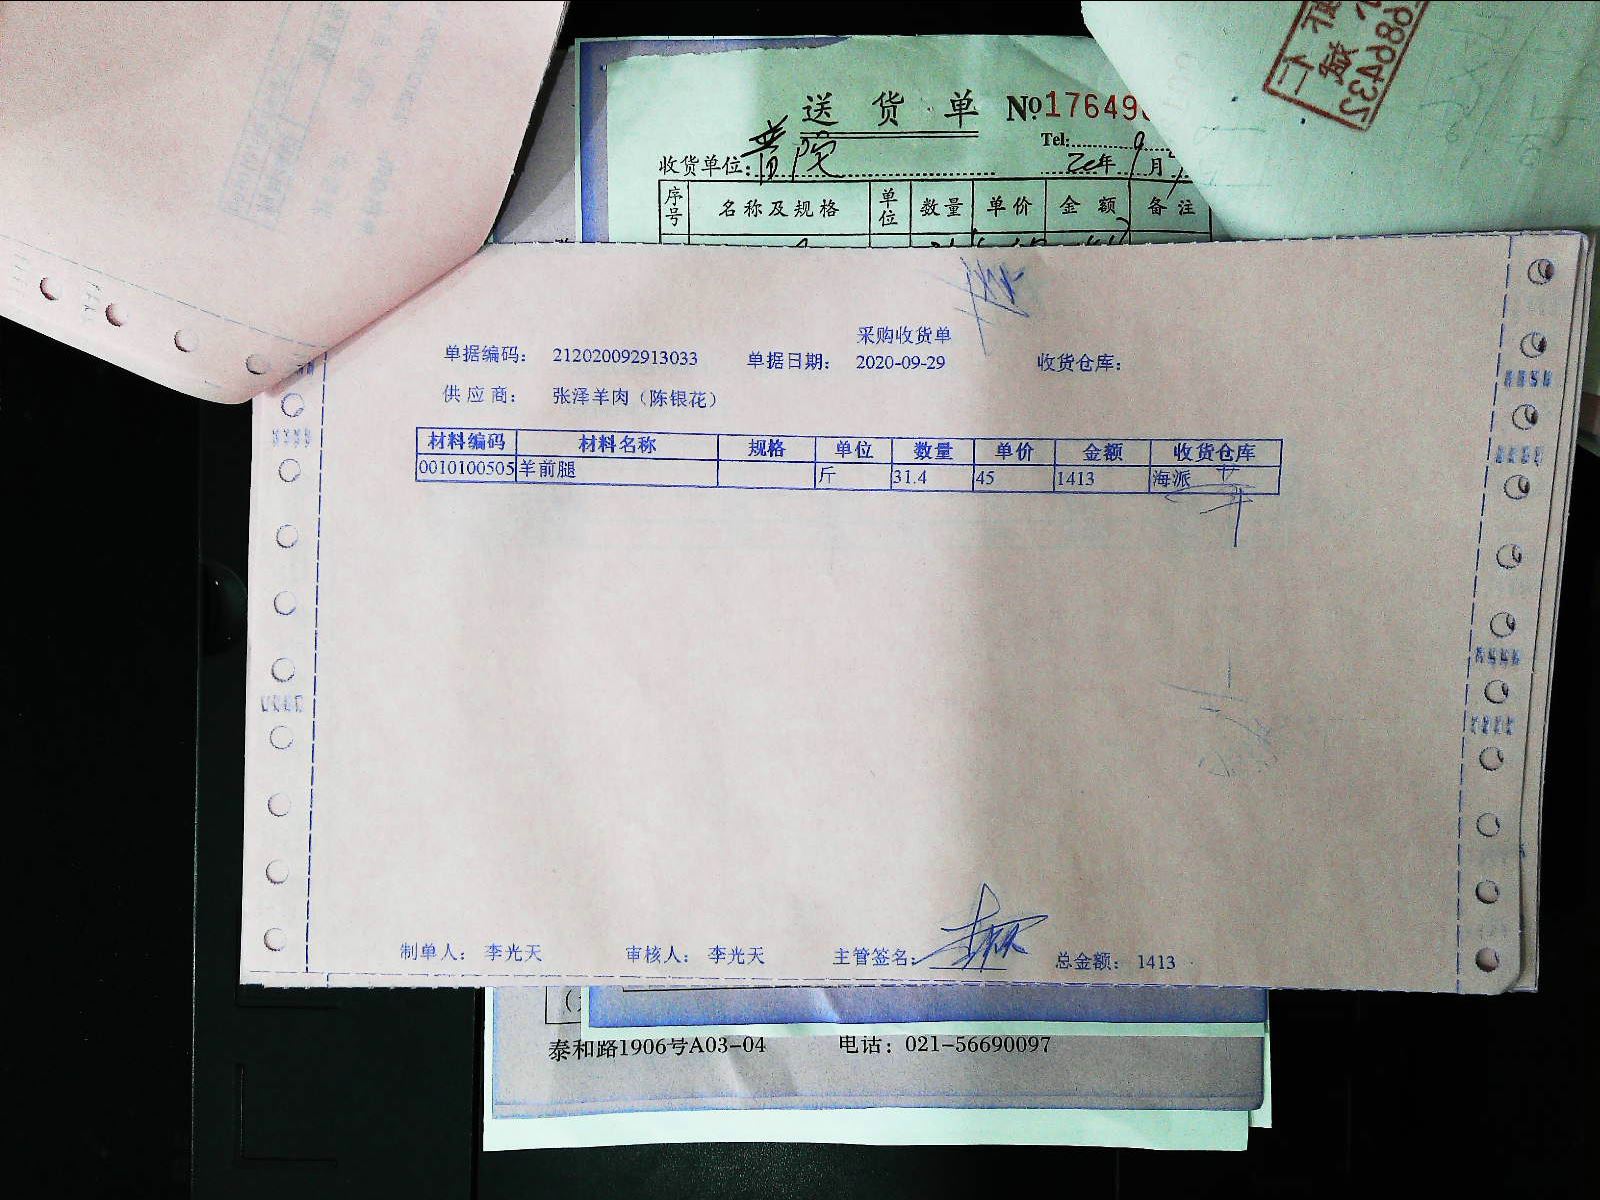 送货单 №17649
Tel:
收货单位: 普陀 20年9月
序号 名称及规格 单位 数量 单价 金额 备注
采购收货单
单据编码： 212020092913033 单据日期： 2020-09-29 收货仓库：
供应商： 张泽羊肉（陈银花）
材料编码 材料名称 规格 单位 数量 单价 金额 收货仓库
0010100505 羊前腿 斤 31.4 45 1413 海派
制单人： 李光天 审核人： 李光天 主管签名： 总金额： 1413
泰和路1906号A03-04 电话：021-56690097